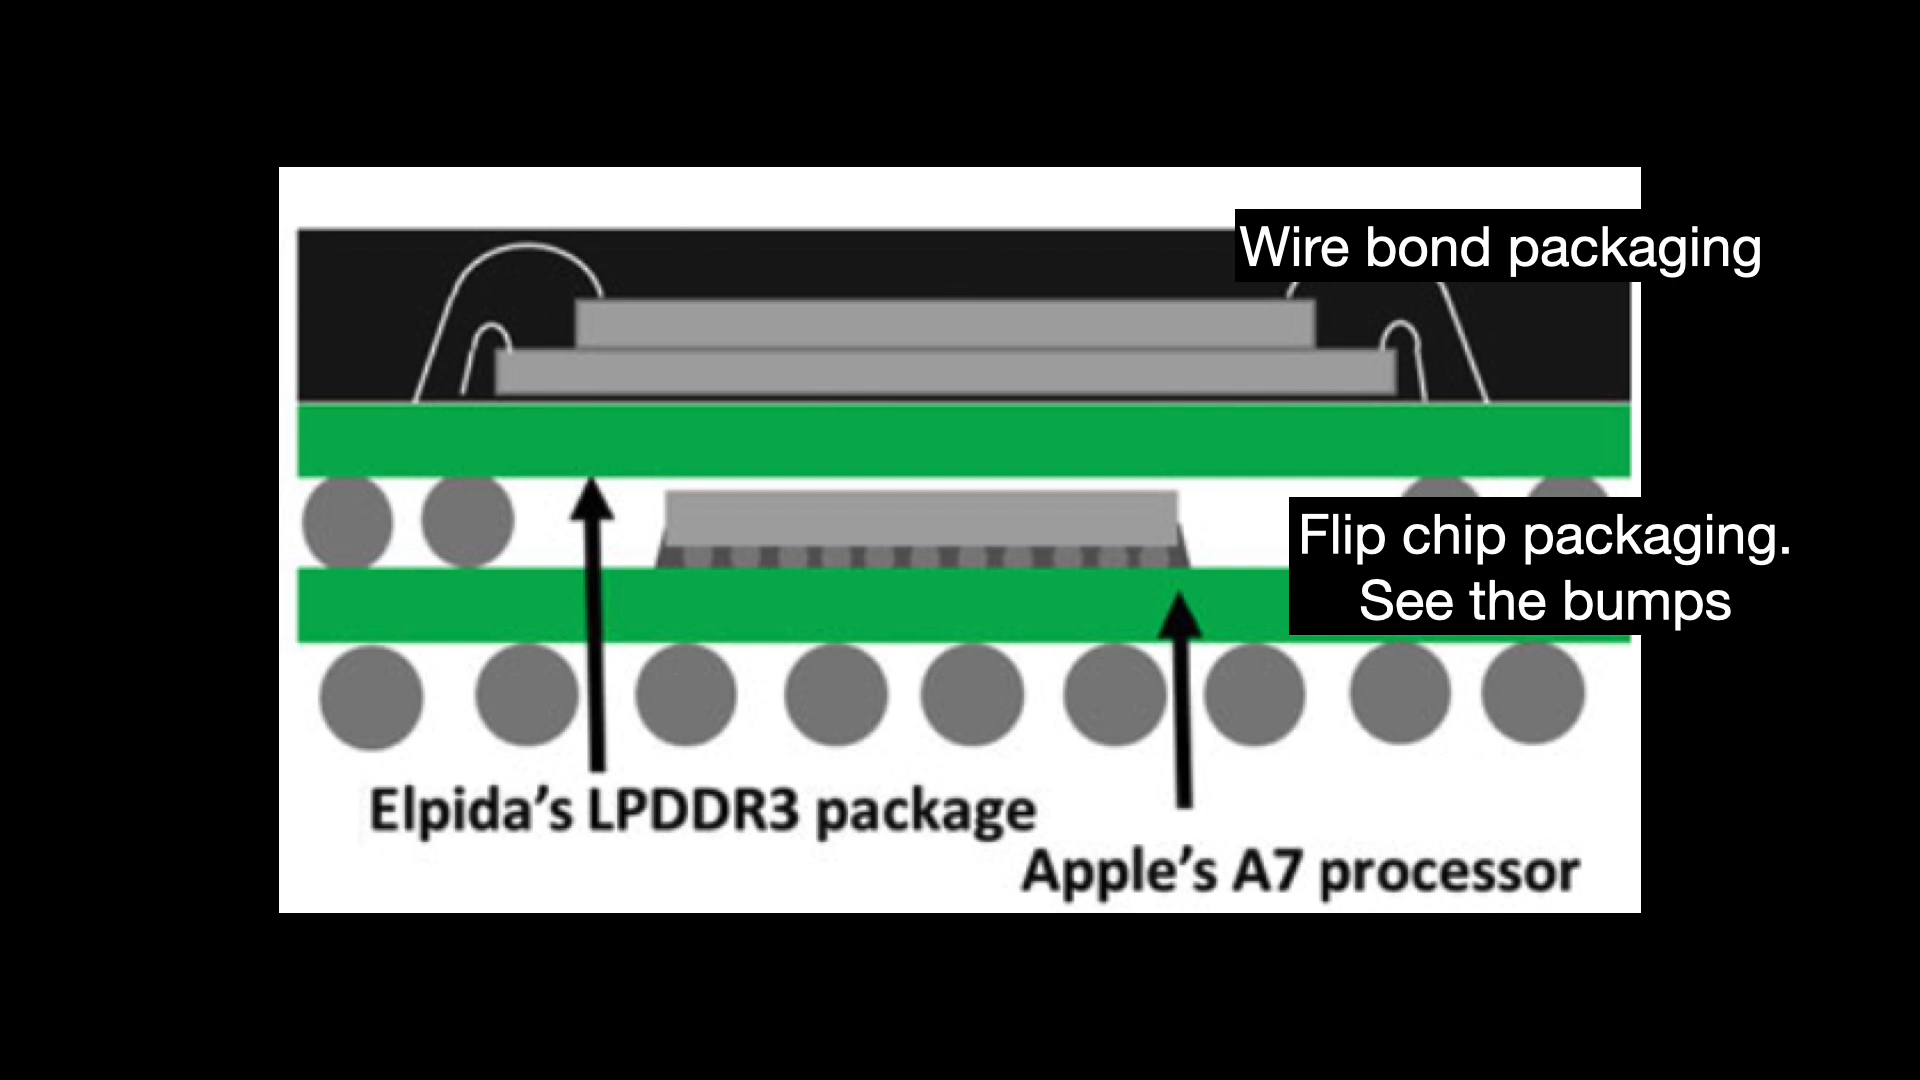 Wire bond packaging
Flip chip packaging.
See the bumps
Elpida’s LPDDR3 package
Apple’s A7 processor